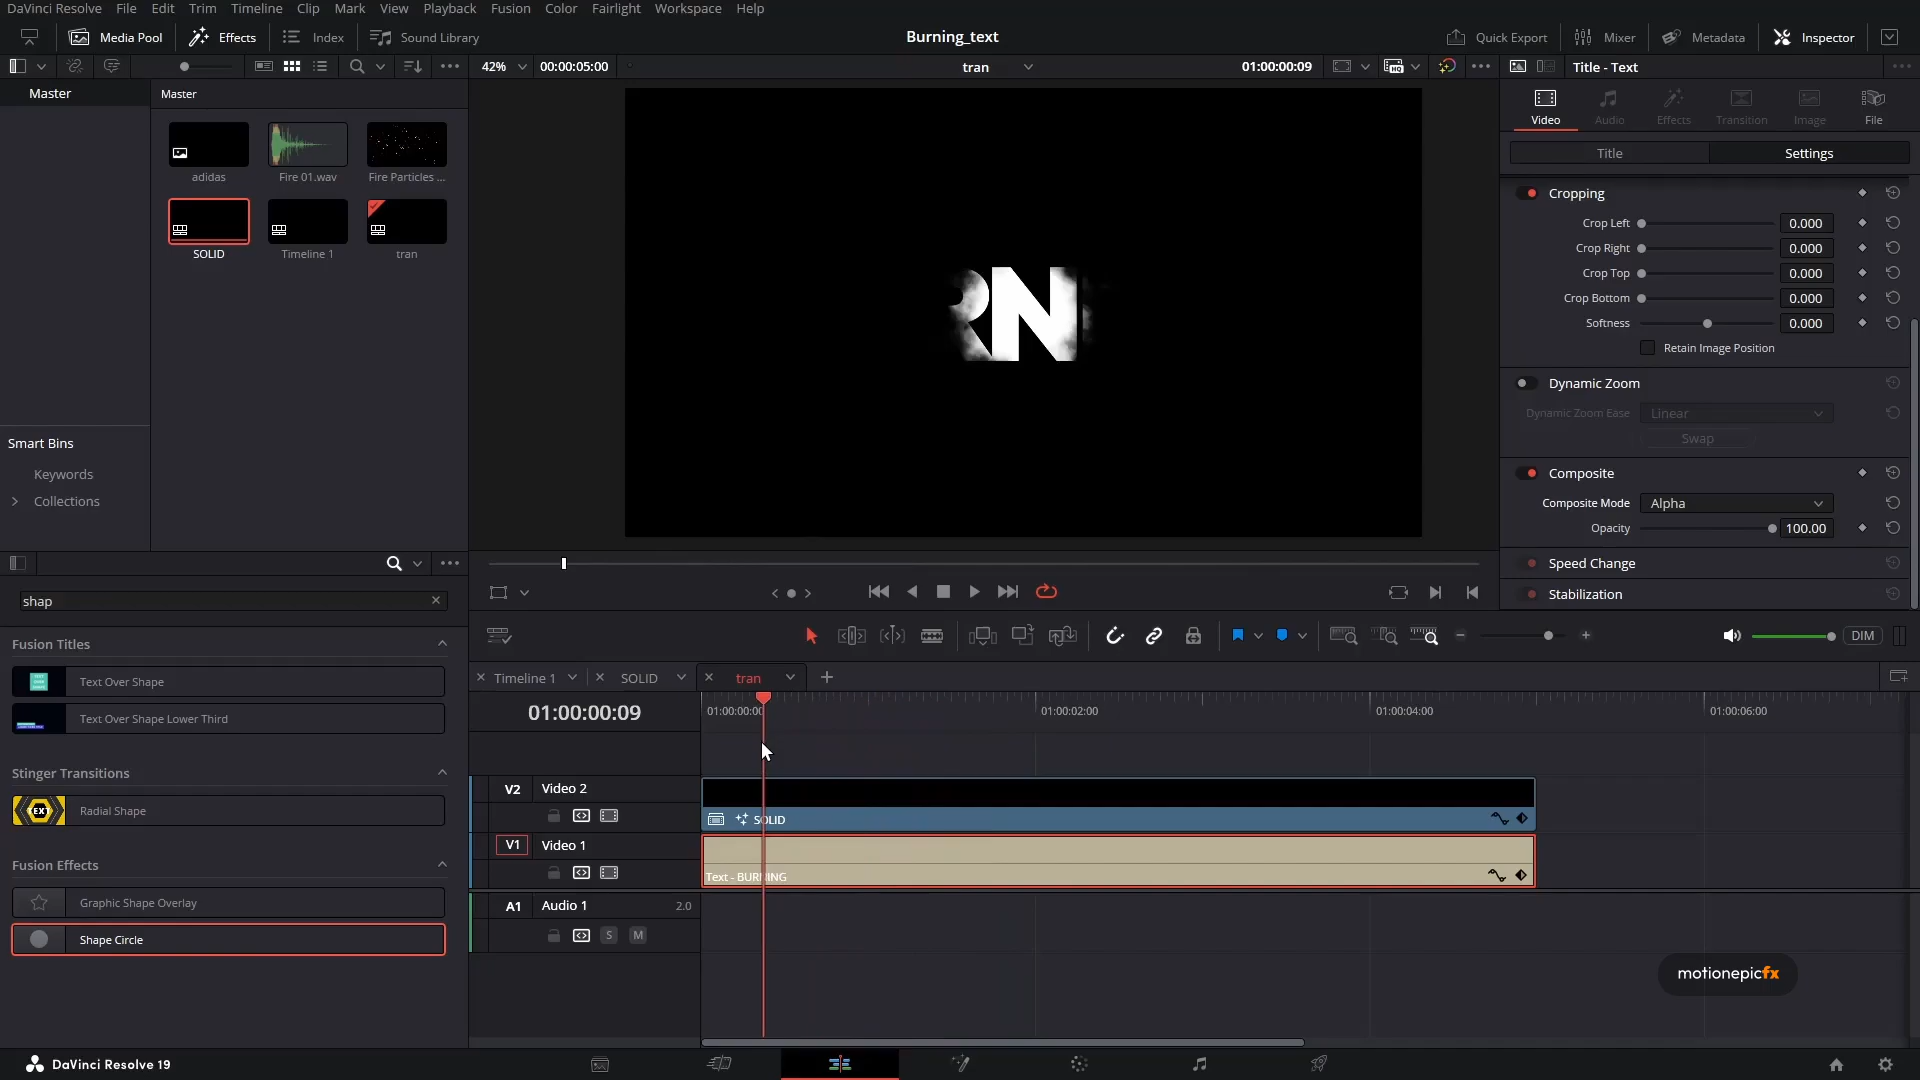 DaVinci Resolve File Edit Trim Timeline Clip Mark View Playback Fusion Color Fairlight Workspace Help
Media Pool Effects Index Sound Library Burning_text Quick Export Mixer Metadata Inspector
42% 00:00:05:00 tran 01:00:00:09 Title - Text
Master
Master
Video Audio Effects Transition Image File
Title Settings
adidas Fire 01.wav Fire Particles ...
SOLID Timeline 1 tran
Cropping
Crop Left 0.000
Crop Right 0.000
Crop Top 0.000
Crop Bottom 0.000
Softness 0.000
Retain Image Position
RN
Dynamic Zoom
Dynamic Zoom Ease Linear
Swap
Composite
Composite Mode Alpha
Opacity 100.00
Speed Change
Stabilization
Smart Bins
Keywords
Collections
shap
Fusion Titles
Text Over Shape
Text Over Shape Lower Third
Stinger Transitions
TEXT Radial Shape
Fusion Effects
Graphic Shape Overlay
Shape Circle
DIM
Timeline 1 SOLID tran
01:00:00:09 01:00:00:00 01:00:02:00 01:00:04:00 01:00:06:00
V2 Video 2
SOLID
V1 Video 1
Text - BURNING
A1 Audio 1 2.0
S M
motionepicfx
DaVinci Resolve 19